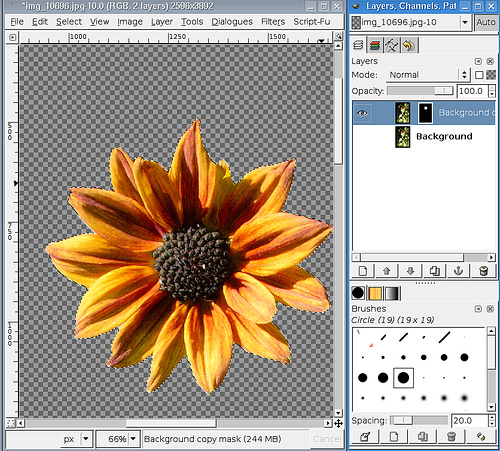 *img_10696.jpg 10.0 (RGB, 2 layers) 2596x3892
File Edit Select View Image Layer Tools Dialogues Filters Script-Fu
1000 1250 1500
500
750
1000
px 66% Background copy mask (244 MB) Cancel
Layers, Channels, Pat
img_10696.jpg-10 Auto
Layers
Mode: Normal
Opacity: 100.0
Background c
Background
Brushes
Circle (19) (19 x 19)
Spacing: 20.0